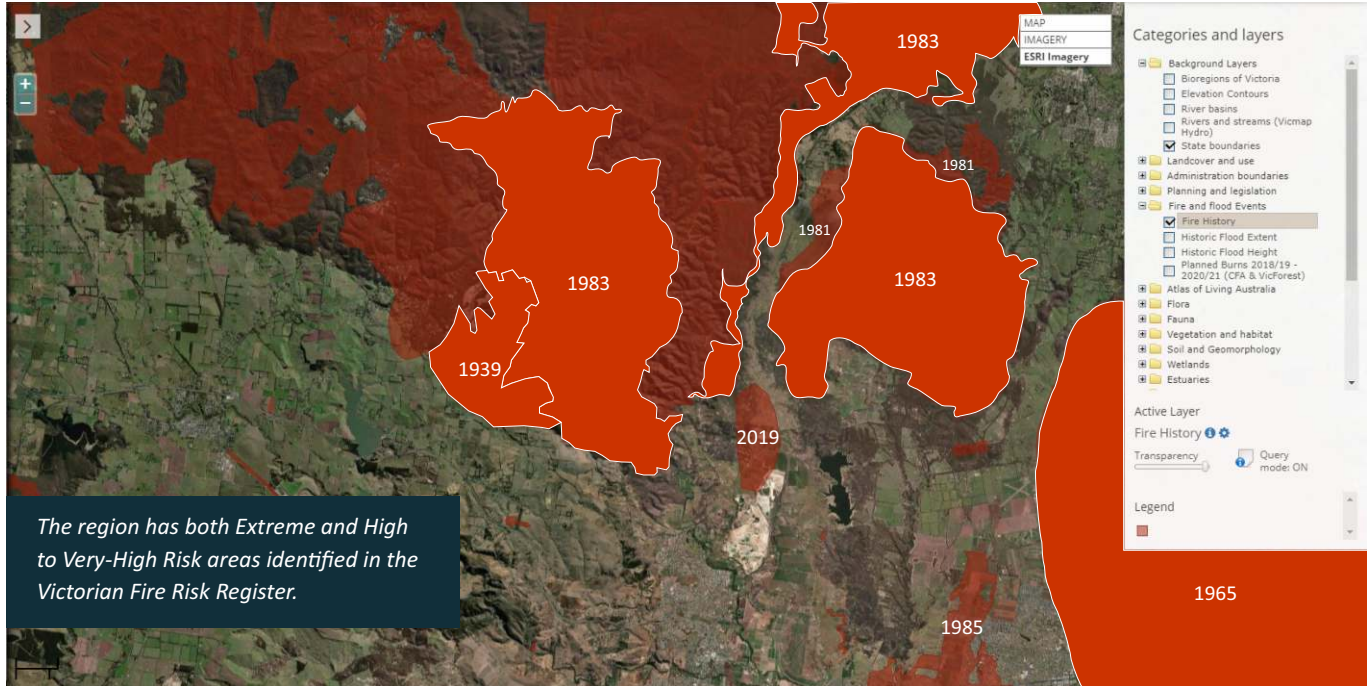 >
+
−
MAP
IMAGERY
ESRI Imagery
1983
1981
1981
1983
1983
1939
2019
1965
1985
The region has both Extreme and High
to Very-High Risk areas identified in the
Victorian Fire Risk Register.
Categories and layers
Background Layers
Bioregions of Victoria
Elevation Contours
River basins
Rivers and streams (Vicmap
Hydro)
State boundaries
Landcover and use
Administration boundaries
Planning and legislation
Fire and flood Events
Fire History
Historic Flood Extent
Historic Flood Height
Planned Burns 2018/19 -
2020/21 (CFA & VicForest)
Atlas of Living Australia
Flora
Fauna
Vegetation and habitat
Soil and Geomorphology
Wetlands
Estuaries
Active Layer
Fire History
Transparency
Query
mode: ON
Legend